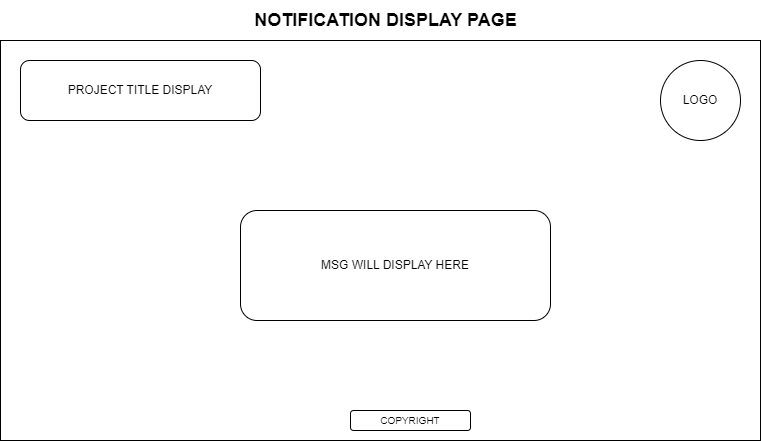 NOTIFICATION DISPLAY PAGE
PROJECT TITLE DISPLAY
LOGO
MSG WILL DISPLAY HERE
COPYRIGHT